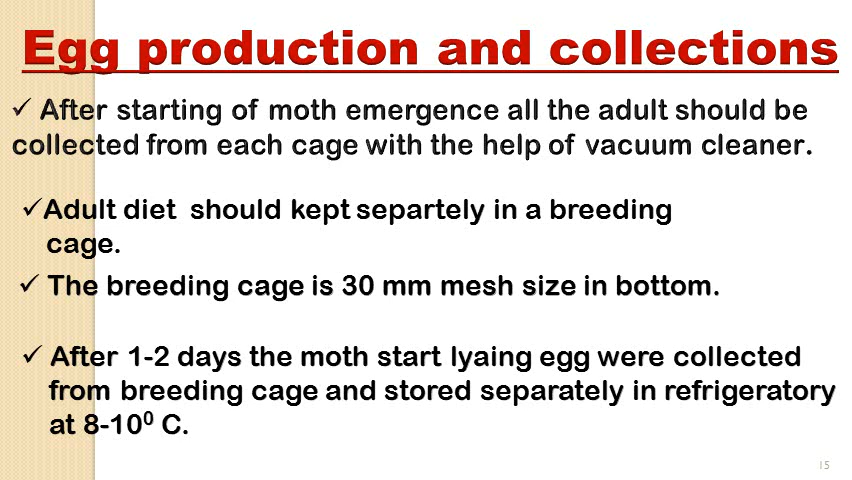 Egg production and collections
✓ After starting of moth emergence all the adult should be
collected from each cage with the help of vacuum cleaner.
✓Adult diet should kept separtely in a breeding
cage.
✓ The breeding cage is 30 mm mesh size in bottom.
✓ After 1-2 days the moth start lyaing egg were collected
from breeding cage and stored separately in refrigeratory
at 8-10⁰ C.
15